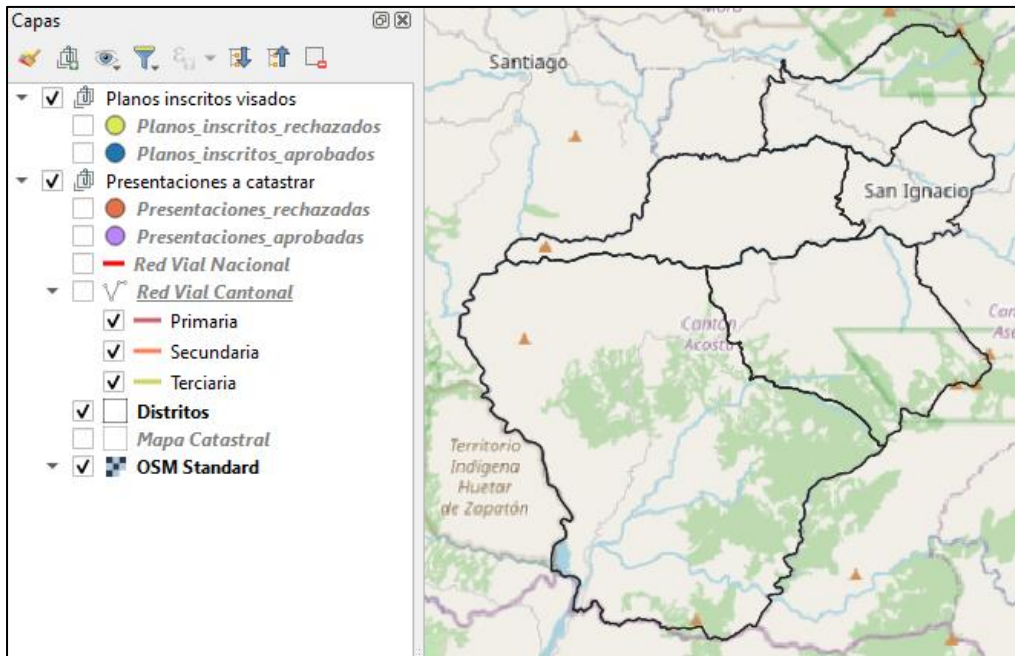 Capas
Planos inscritos visados
Planos_inscritos_rechazados
Planos_inscritos_aprobados
Presentaciones a catastrar
Presentaciones_rechazadas
Presentaciones_aprobadas
Red Vial Nacional
Red Vial Cantonal
Primaria
Secundaria
Terciaria
Distritos
Mapa Catastral
OSM Standard
Santiago
San Ignacio
Cantón
Acosta
Territorio
Indígena
Huetar
de Zapatón